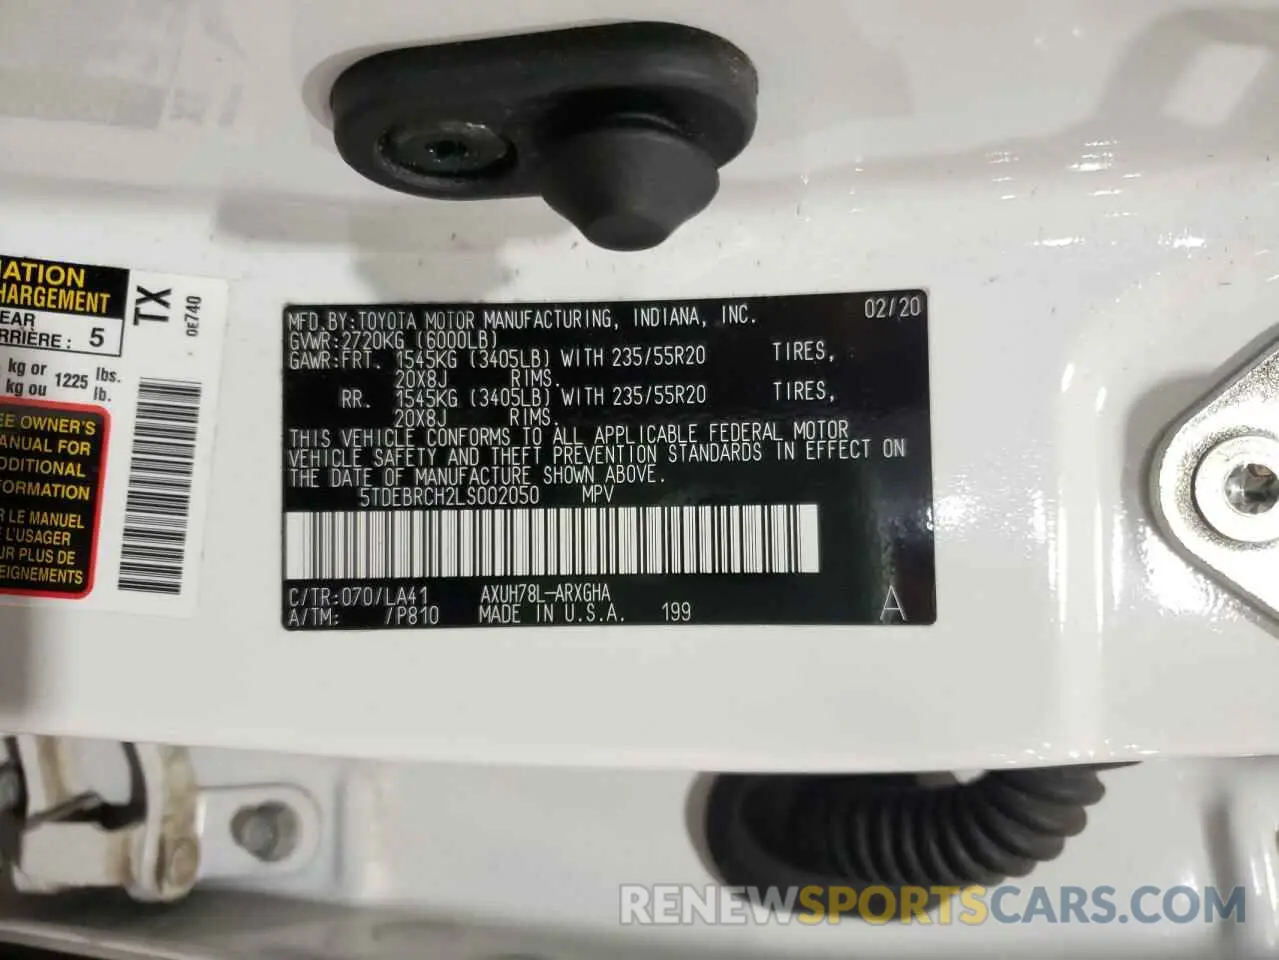 MATION
HARGEMENT
EAR
RRIÈRE : 5
kg or
kg ou 1225 lbs.
lb.
EE OWNER'S
ANUAL FOR
DDITIONAL
FORMATION
R LE MANUEL
E L'USAGER
UR PLUS DE
EIGNEMENTS
TX
0E740
MFD.BY:TOYOTA MOTOR MANUFACTURING, INDIANA, INC. 02/20
GVWR:2720KG (6000LB)
GAWR:FRT. 1545KG (3405LB) WITH 235/55R20 TIRES,
20X8J RIMS.
RR. 1545KG (3405LB) WITH 235/55R20 TIRES,
20X8J RIMS.
THIS VEHICLE CONFORMS TO ALL APPLICABLE FEDERAL MOTOR
VEHICLE SAFETY AND THEFT PREVENTION STANDARDS IN EFFECT ON
THE DATE OF MANUFACTURE SHOWN ABOVE.
5TDEBRCH2LS002050 MPV
C/TR:070/LA41 AXUH78L-ARXGHA
A/TM: /P810 MADE IN U.S.A. 199 A
RENEWSPORTSCARS.COM